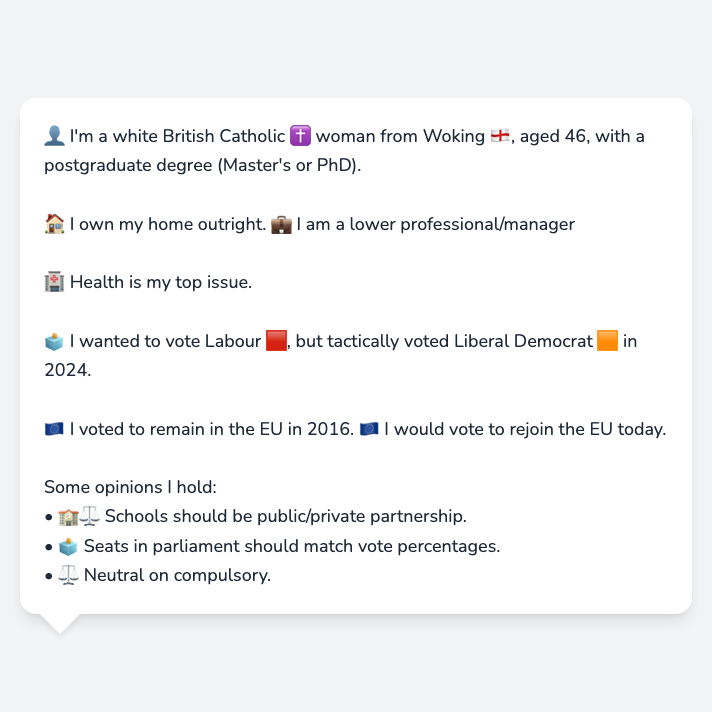 👤 I'm a white British Catholic ✝️ woman from Woking 🏴󠁧󠁢󠁥󠁮󠁧󠁿, aged 46, with a
postgraduate degree (Master's or PhD).
🏠 I own my home outright. 💼 I am a lower professional/manager
🏥 Health is my top issue.
🗳️ I wanted to vote Labour 🟥, but tactically voted Liberal Democrat 🟧 in
2024.
🇪🇺 I voted to remain in the EU in 2016. 🇪🇺 I would vote to rejoin the EU today.
Some opinions I hold:
• 🏫⚖️ Schools should be public/private partnership.
• 🗳️ Seats in parliament should match vote percentages.
• ⚖️ Neutral on compulsory.